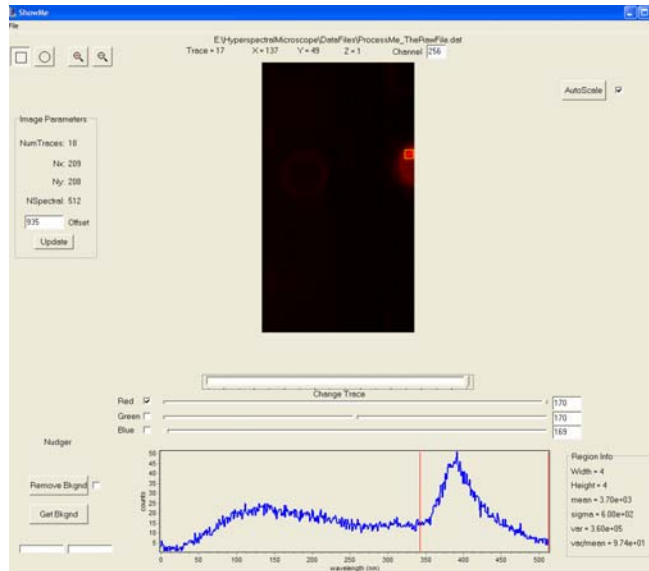 ShowMe
File
E:\HyperspectralMicroscope\DataFiles\ProcessMe_TheRawFile.dat
Trace = 17 X = 137 Y = 49 Z = 1 Channel 256
AutoScale
Image Parameters
NumTraces: 18
Nx: 209
Ny: 208
NSpectral: 512
935 Offset
Update
Change Trace
Red 170
Green 170
Blue 169
Nudger
Remove Bkgnd
Get Bkgnd
counts
50
45
40
35
30
25
20
15
10
5
0 50 100 150 200 250 300 350 400 450 500
wavelength (nm)
Region Info
Width = 4
Height = 4
mean = 3.70e+03
sigma = 6.00e+02
var = 3.60e+05
var/mean = 9.74e+01